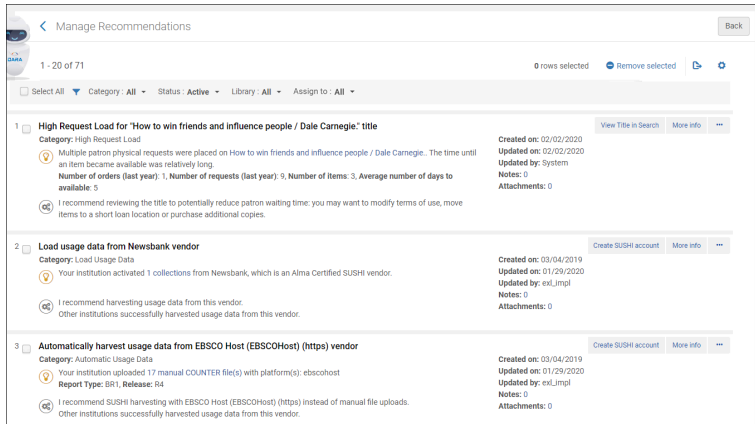 Manage Recommendations
Back
DARA
1 - 20 of 71
0 rows selected
Remove selected
Select All Category : All Status : Active Library : All Assign to : All
1 High Request Load for "How to win friends and influence people / Dale Carnegie." title
View Title in Search More info ...
Category: High Request Load
Multiple patron physical requests were placed on How to win friends and influence people / Dale Carnegie.. The time until
an item became available was relatively long.
Number of orders (last year): 1, Number of requests (last year): 9, Number of items: 3, Average number of days to
available: 5
I recommend reviewing the title to potentially reduce patron waiting time: you may want to modify terms of use, move
items to a short loan location or purchase additional copies.
Created on: 02/02/2020
Updated on: 02/02/2020
Updated by: System
Notes: 0
Attachments: 0
2 Load usage data from Newsbank vendor
Create SUSHI account More info ...
Category: Load Usage Data
Your institution activated 1 collections from Newsbank, which is an Alma Certified SUSHI vendor.
I recommend harvesting usage data from this vendor.
Other institutions successfully harvested usage data from this vendor.
Created on: 03/04/2019
Updated on: 01/29/2020
Updated by: exl_impl
Notes: 0
Attachments: 0
3 Automatically harvest usage data from EBSCO Host (EBSCOHost) (https) vendor
Create SUSHI account More info ...
Category: Automatic Usage Data
Your institution uploaded 17 manual COUNTER file(s) with platform(s): ebscohost
Report Type: BR1, Release: R4
I recommend SUSHI harvesting with EBSCO Host (EBSCOHost) (https) instead of manual file uploads.
Other institutions successfully harvested usage data from this vendor.
Created on: 03/04/2019
Updated on: 01/29/2020
Updated by: exl_impl
Notes: 0
Attachments: 0